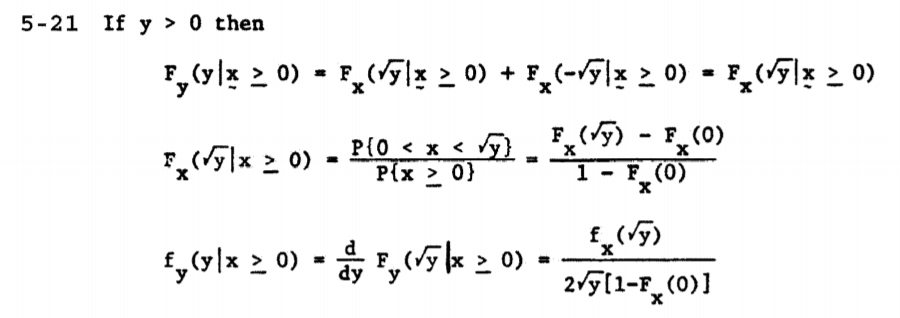 5-21 If y > 0 then
F_y(y|x ≥ 0) = F_x(√y|x ≥ 0) + F_x(-√y|x ≥ 0) = F_x(√y|x ≥ 0)
F_x(√y|x ≥ 0) = P{0 < x < √y} / P{x ≥ 0} = (F_x(√y) - F_x(0)) / (1 - F_x(0))
f_y(y|x ≥ 0) = d/dy F_y(√y|x ≥ 0) = f_x(√y) / (2√y[1-F_x(0)])